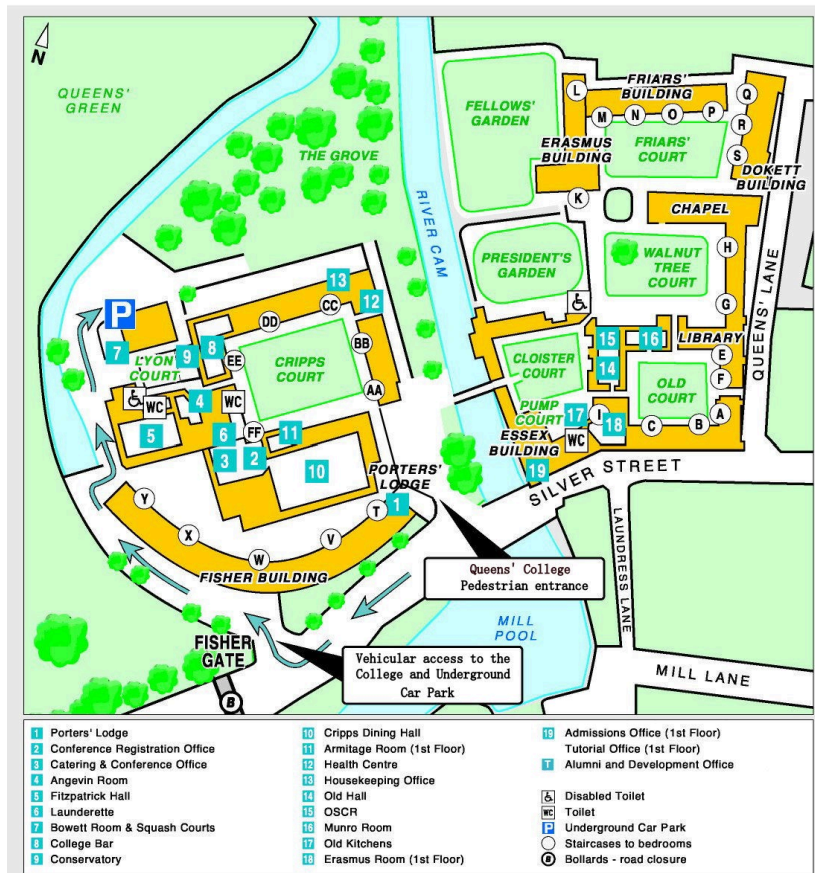 N
QUEENS'
GREEN
THE GROVE
RIVER CAM
FELLOWS'
GARDEN
L
FRIARS'
BUILDING
M
N
O
P
Q
R
S
ERASMUS
BUILDING
FRIARS'
COURT
DOKETT
BUILDING
K
CHAPEL
PRESIDENT'S
GARDEN
WALNUT
TREE
COURT
H
G
QUEENS' LANE
P
13
12
CC
DD
BB
7
LYON
COURT
9
8
EE
CRIPPS
COURT
AA
WC
4
WC
5
6
FF
11
3
2
10
PORTERS'
LODGE
1
T
Y
X
W
V
FISHER BUILDING
CLOISTER
COURT
15
16
14
LIBRARY
E
F
OLD
COURT
PUMP
COURT
17
I
18
C
B
A
ESSEX
BUILDING
WC
19
SILVER STREET
LAUNDRESS LANE
Queens' College
Pedestrian entrance
MILL
POOL
MILL LANE
FISHER
GATE
B
Vehicular access to the
College and Underground
Car Park
1 Porters' Lodge
2 Conference Registration Office
3 Catering & Conference Office
4 Angevin Room
5 Fitzpatrick Hall
6 Launderette
7 Bowett Room & Squash Courts
8 College Bar
9 Conservatory
10 Cripps Dining Hall
11 Armitage Room (1st Floor)
12 Health Centre
13 Housekeeping Office
14 Old Hall
15 OSCR
16 Munro Room
17 Old Kitchens
18 Erasmus Room (1st Floor)
19 Admissions Office (1st Floor)
Tutorial Office (1st Floor)
T Alumni and Development Office
Disabled Toilet
WC Toilet
P Underground Car Park
Staircases to bedrooms
B Bollards - road closure